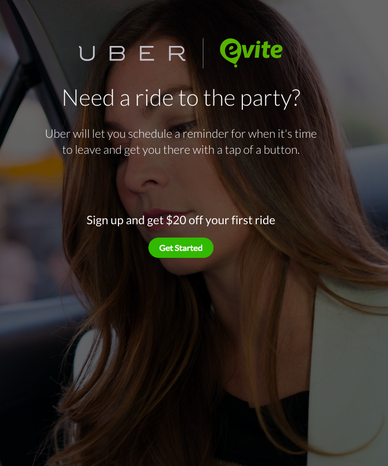 UBER evite
Need a ride to the party?
Uber will let you schedule a reminder for when it's time
to leave and get you there with a tap of a button.
Sign up and get $20 off your first ride
Get Started